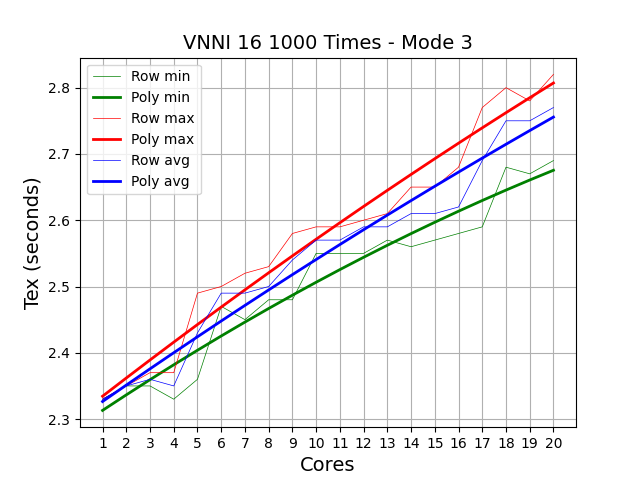 VNNI 16 1000 Times - Mode 3
Row min
Poly min
Row max
Poly max
Row avg
Poly avg
Tex (seconds)
2.8
2.7
2.6
2.5
2.4
2.3
1 2 3 4 5 6 7 8 9 10 11 12 13 14 15 16 17 18 19 20
Cores